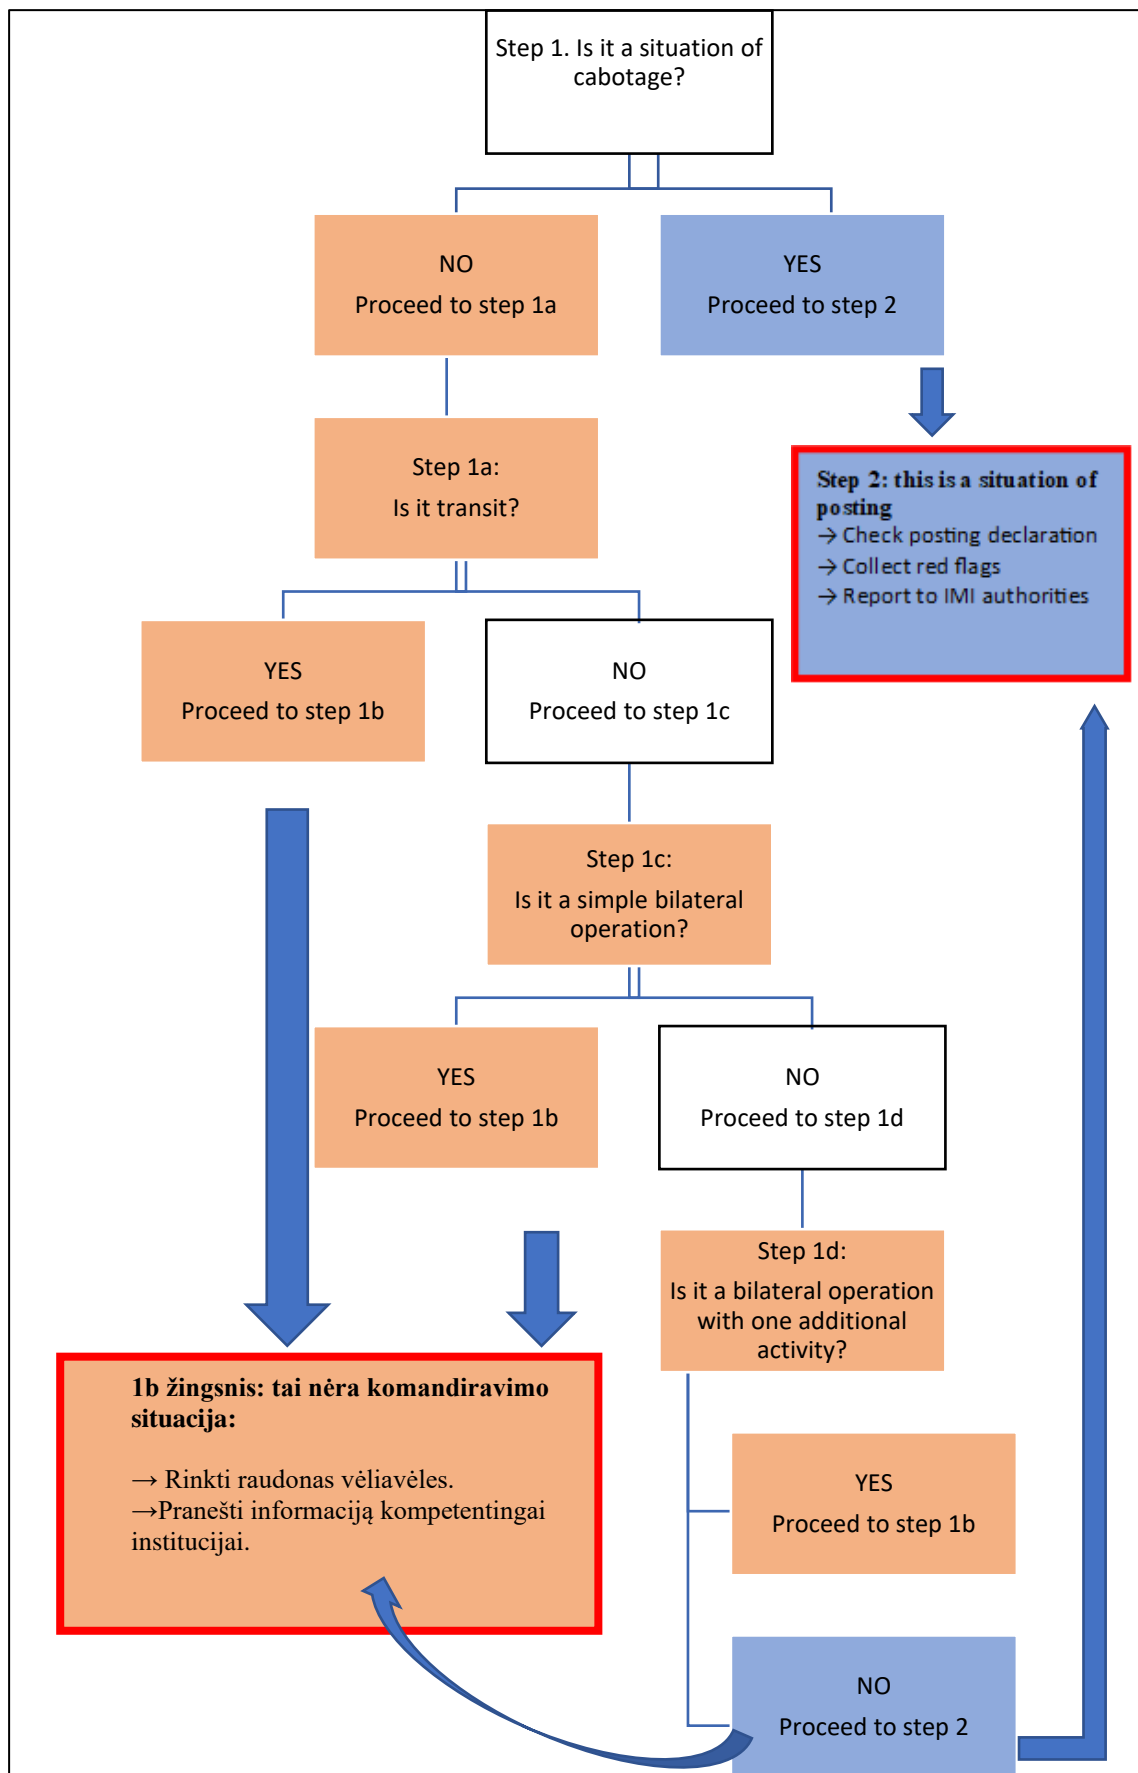 Step 1. Is it a situation of
cabotage?
NO
Proceed to step 1a
YES
Proceed to step 2
Step 1a:
Is it transit?
Step 2: this is a situation of
posting
→ Check posting declaration
→ Collect red flags
→ Report to IMI authorities
YES
Proceed to step 1b
NO
Proceed to step 1c
Step 1c:
Is it a simple bilateral
operation?
YES
Proceed to step 1b
NO
Proceed to step 1d
Step 1d:
Is it a bilateral operation
with one additional
activity?
1b žingsnis: tai nėra komandiravimo
situacija:
→ Rinkti raudonas vėliavėles.
→Pranešti informaciją kompetentingai
institucijai.
YES
Proceed to step 1b
NO
Proceed to step 2